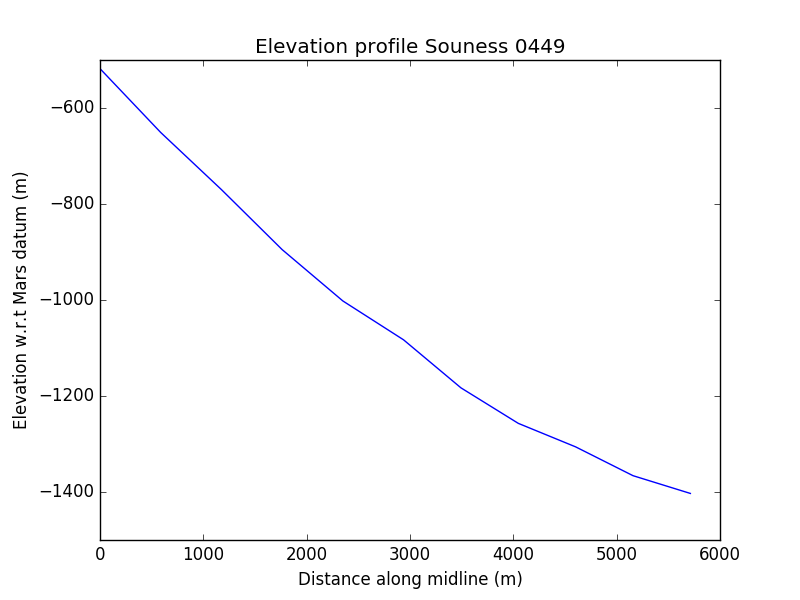 Elevation profile Souness 0449
Elevation w.r.t Mars datum (m)
−600
−800
−1000
−1200
−1400
0 1000 2000 3000 4000 5000 6000
Distance along midline (m)